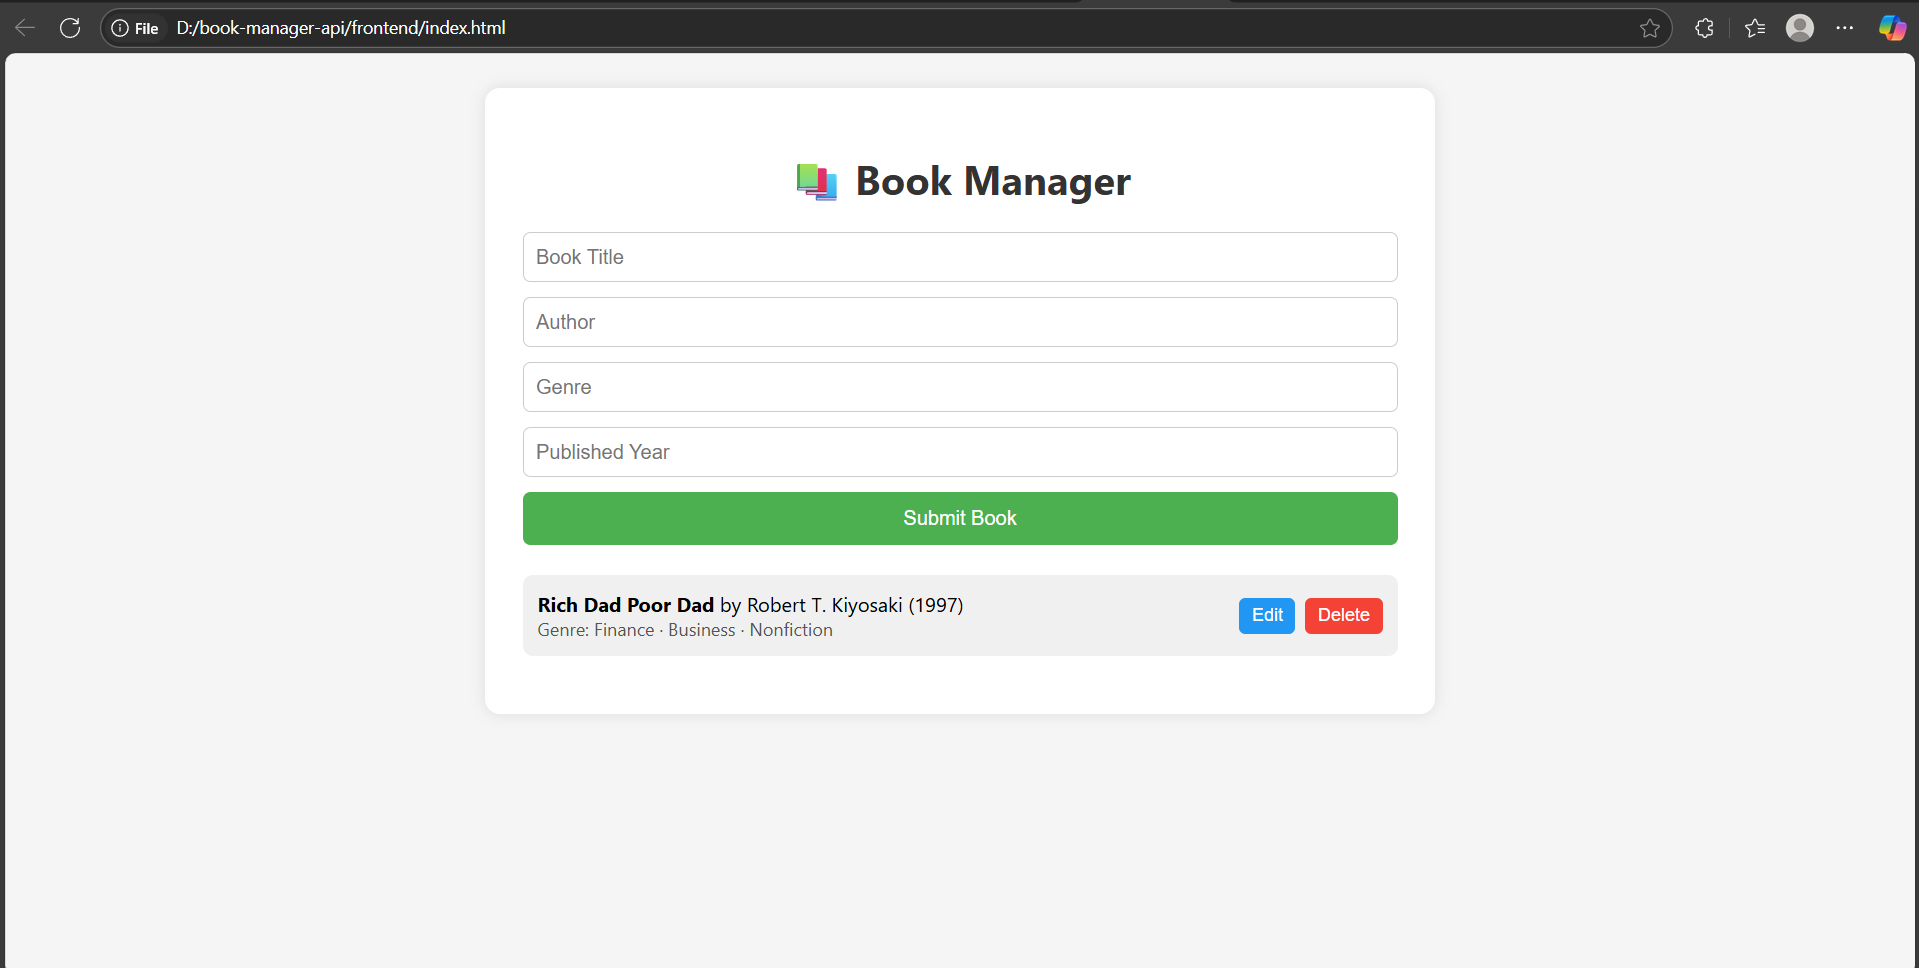 File D:/book-manager-api/frontend/index.html
Book Manager
Book Title
Author
Genre
Published Year
Submit Book
Rich Dad Poor Dad by Robert T. Kiyosaki (1997)
Genre: Finance · Business · Nonfiction
Edit Delete